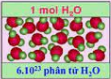 1 mol H₂O
6.10²³ phân tử H₂O